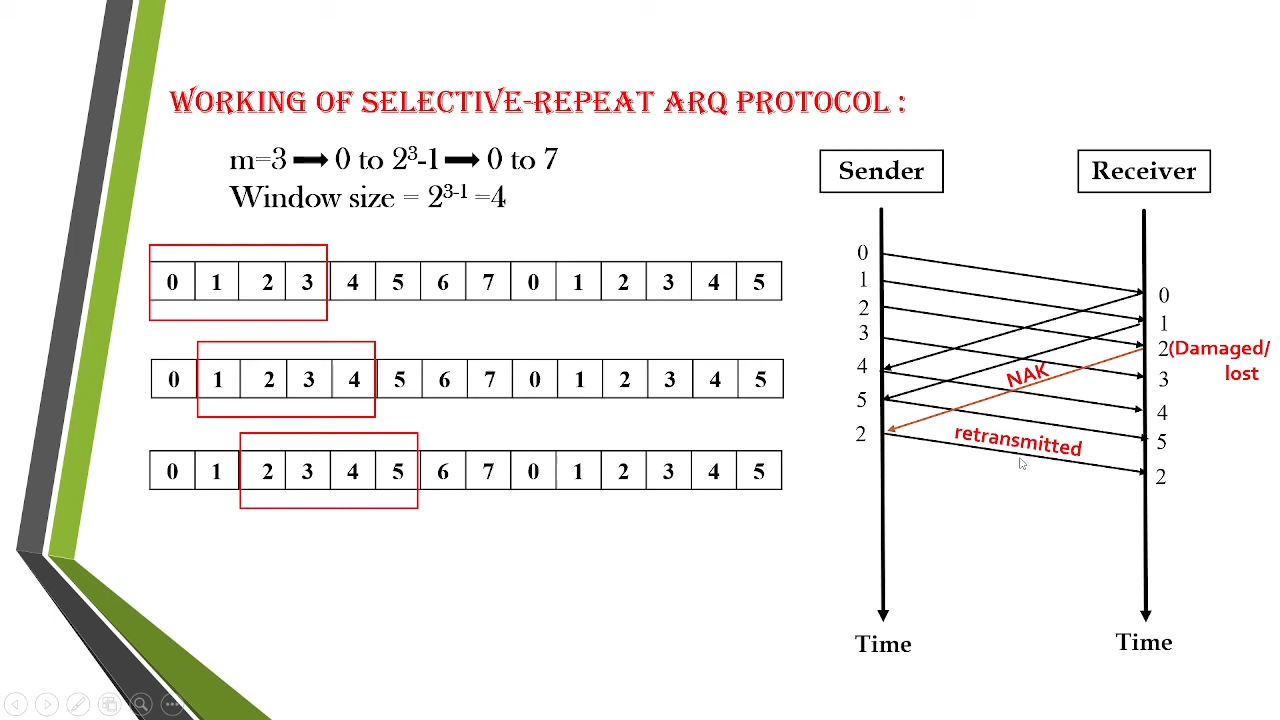 WORKING OF SELECTIVE-REPEAT ARQ PROTOCOL :
m=3 ➡ 0 to 2³-1 ➡ 0 to 7
Window size = 2³⁻¹ =4
0 1 2 3 4 5 6 7 0 1 2 3 4 5
0 1 2 3 4 5 6 7 0 1 2 3 4 5
0 1 2 3 4 5 6 7 0 1 2 3 4 5
Sender
Receiver
0
1
2
3
4
5
2
0
1
2 (Damaged/
lost
3
4
5
2
NAK
retransmitted
Time
Time